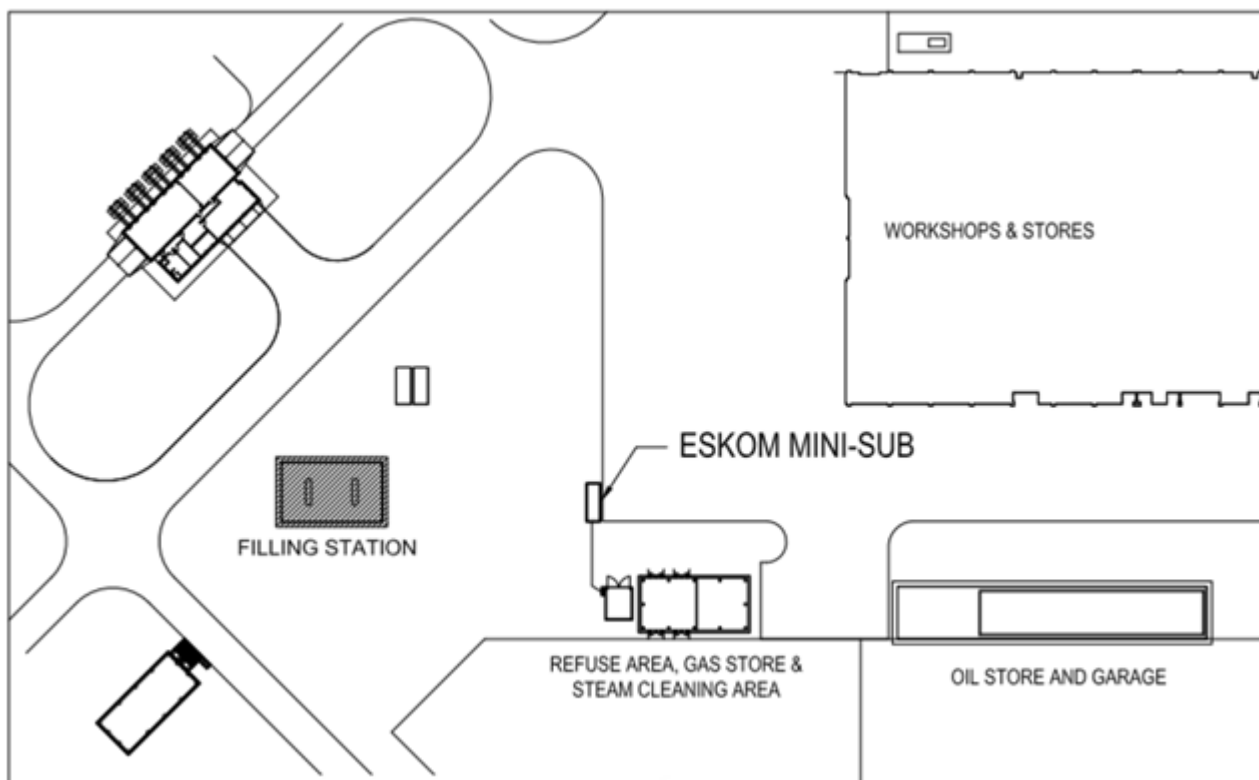 WORKSHOPS & STORES
ESKOM MINI-SUB
FILLING STATION
REFUSE AREA, GAS STORE &
STEAM CLEANING AREA
OIL STORE AND GARAGE